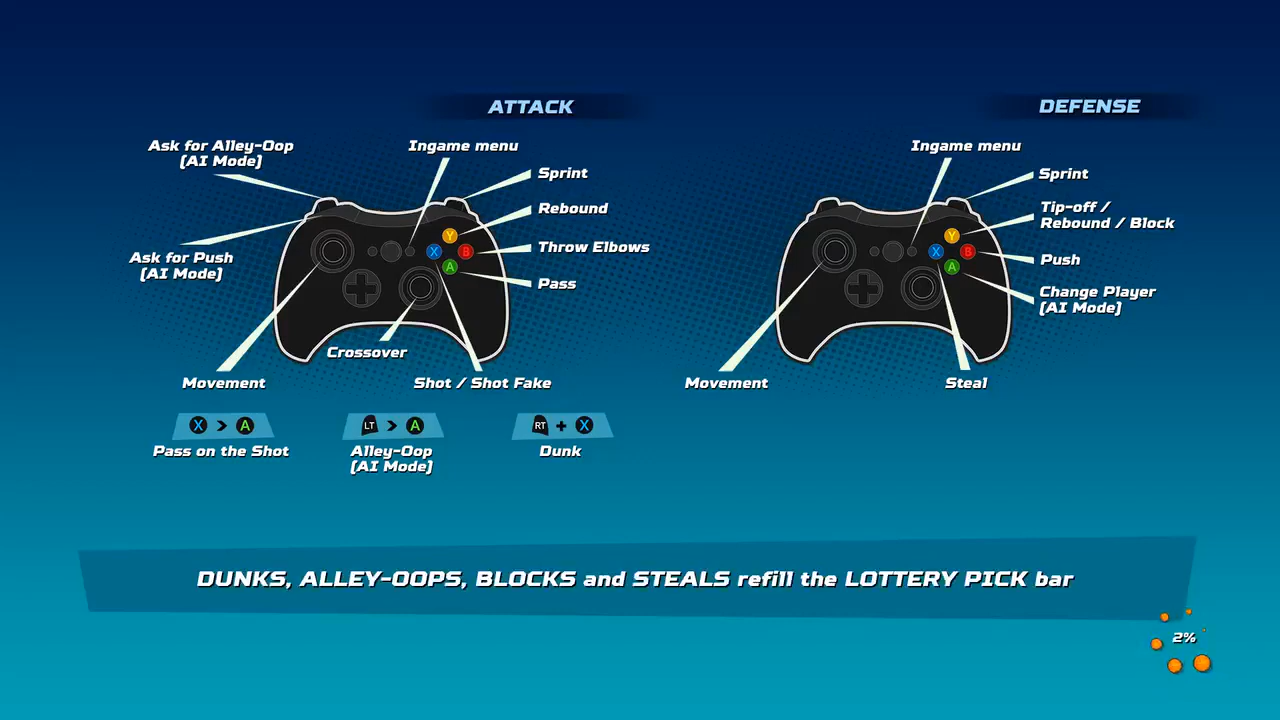 ATTACK
DEFENSE
Ask for Alley-Oop
[AI Mode]
Ingame menu
Sprint
Rebound
Throw Elbows
Pass
Ask for Push
[AI Mode]
Y
X
B
A
Crossover
Movement
Shot / Shot Fake
Ingame menu
Sprint
Tip-off /
Rebound / Block
Push
Change Player
[AI Mode]
Y
X
B
A
Movement
Steal
X > A
Pass on the Shot
LT > A
Alley-Oop
[AI Mode]
RT + X
Dunk
DUNKS, ALLEY-OOPS, BLOCKS and STEALS refill the LOTTERY PICK bar
2%